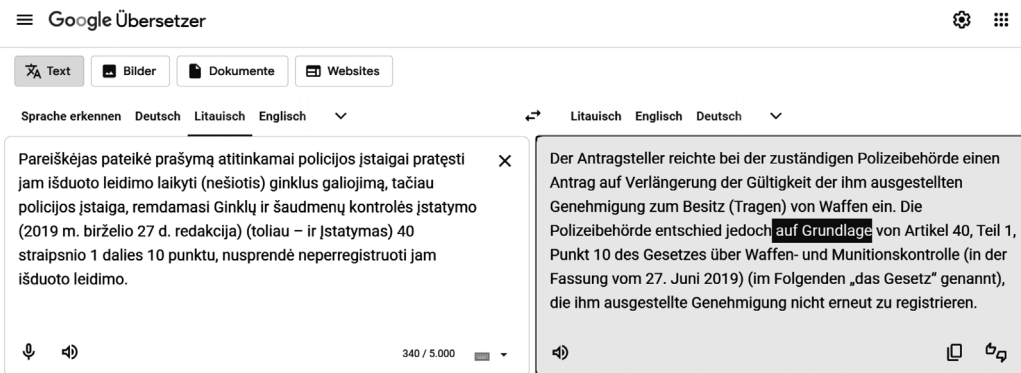 Google Übersetzer
Text Bilder Dokumente Websites
Sprache erkennen Deutsch Litauisch Englisch
Litauisch Englisch Deutsch
Pareiškėjas pateikė prašymą atitinkamai policijos įstaigai pratęsti
jam išduoto leidimo laikyti (nešiotis) ginklus galiojimą, tačiau
policijos įstaiga, remdamasi Ginklų ir šaudmenų kontrolės įstatymo
(2019 m. birželio 27 d. redakcija) (toliau – ir Įstatymas) 40
straipsnio 1 dalies 10 punktu, nusprendė neperregistruoti jam
išduoto leidimo.
340 / 5.000
Der Antragsteller reichte bei der zuständigen Polizeibehörde einen
Antrag auf Verlängerung der Gültigkeit der ihm ausgestellten
Genehmigung zum Besitz (Tragen) von Waffen ein. Die
Polizeibehörde entschied jedoch auf Grundlage von Artikel 40, Teil 1,
Punkt 10 des Gesetzes über Waffen- und Munitionskontrolle (in der
Fassung vom 27. Juni 2019) (im Folgenden „das Gesetz“ genannt),
die ihm ausgestellte Genehmigung nicht erneut zu registrieren.